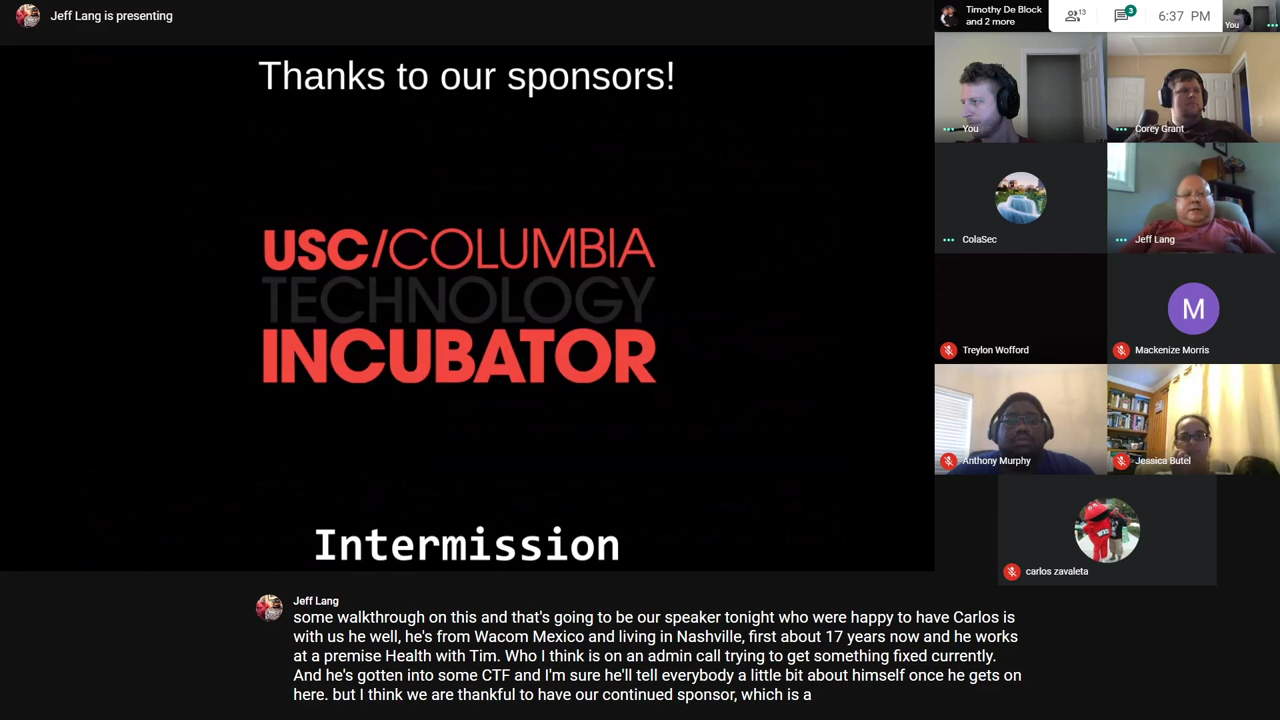 Jeff Lang is presenting
Timothy De Block
and 2 more
13
3
6:37 PM
You
Thanks to our sponsors!
USC/COLUMBIA
TECHNOLOGY
INCUBATOR
Intermission
You
Corey Grant
ColaSec
Jeff Lang
Treylon Wofford
M
Mackenize Morris
Anthony Murphy
Jessica Butel
carlos zavaleta
Jeff Lang
some walkthrough on this and that's going to be our speaker tonight who were happy to have Carlos is
with us he well, he's from Wacom Mexico and living in Nashville, first about 17 years now and he works
at a premise Health with Tim. Who I think is on an admin call trying to get something fixed currently.
And he's gotten into some CTF and I'm sure he'll tell everybody a little bit about himself once he gets on
here. but I think we are thankful to have our continued sponsor, which is a